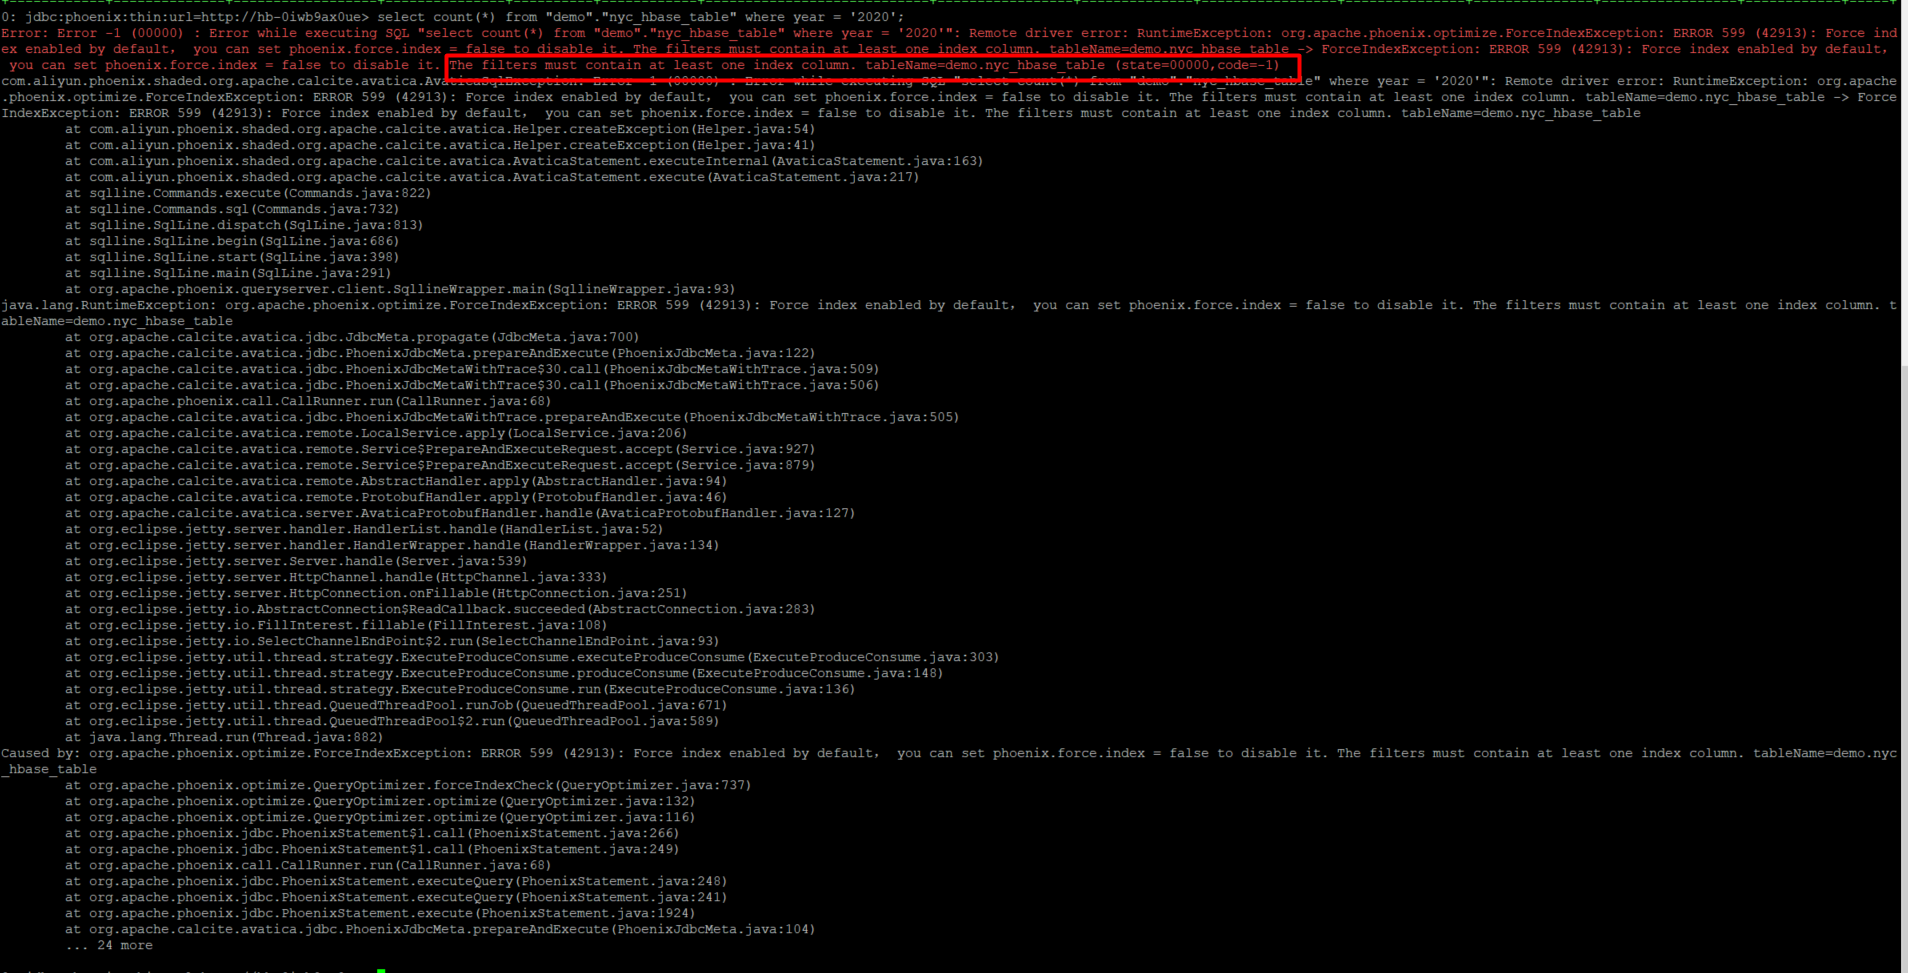 0: jdbc:phoenix:thin:url=http://hb-0iwb9ax0ue> select count(*) from "demo"."nyc_hbase_table" where year = '2020';
Error: Error -1 (00000) : Error while executing SQL "select count(*) from "demo"."nyc_hbase_table" where year = '2020'": Remote driver error: RuntimeException: org.apache.phoenix.optimize.ForceIndexException: ERROR 599 (42913): Force ind
ex enabled by default， you can set phoenix.force.index = false to disable it. The filters must contain at least one index column. tableName=demo.nyc_hbase_table -> ForceIndexException: ERROR 599 (42913): Force index enabled by default，
 you can set phoenix.force.index = false to disable it. The filters must contain at least one index column. tableName=demo.nyc_hbase_table (state=00000,code=-1)
com.aliyun.phoenix.shaded.org.apache.calcite.avatica.AvaticaSqlException: Error -1 (00000) : Error while executing SQL "select count(*) from "demo"."nyc_hbase_table" where year = '2020'": Remote driver error: RuntimeException: org.apache
.phoenix.optimize.ForceIndexException: ERROR 599 (42913): Force index enabled by default， you can set phoenix.force.index = false to disable it. The filters must contain at least one index column. tableName=demo.nyc_hbase_table -> Force
IndexException: ERROR 599 (42913): Force index enabled by default， you can set phoenix.force.index = false to disable it. The filters must contain at least one index column. tableName=demo.nyc_hbase_table
at com.aliyun.phoenix.shaded.org.apache.calcite.avatica.Helper.createException(Helper.java:54)
at com.aliyun.phoenix.shaded.org.apache.calcite.avatica.Helper.createException(Helper.java:41)
at com.aliyun.phoenix.shaded.org.apache.calcite.avatica.AvaticaStatement.executeInternal(AvaticaStatement.java:163)
at com.aliyun.phoenix.shaded.org.apache.calcite.avatica.AvaticaStatement.execute(AvaticaStatement.java:217)
at sqlline.Commands.execute(Commands.java:822)
at sqlline.Commands.sql(Commands.java:732)
at sqlline.SqlLine.dispatch(SqlLine.java:813)
at sqlline.SqlLine.begin(SqlLine.java:686)
at sqlline.SqlLine.start(SqlLine.java:398)
at sqlline.SqlLine.main(SqlLine.java:291)
at org.apache.phoenix.queryserver.client.SqllineWrapper.main(SqllineWrapper.java:93)
java.lang.RuntimeException: org.apache.phoenix.optimize.ForceIndexException: ERROR 599 (42913): Force index enabled by default， you can set phoenix.force.index = false to disable it. The filters must contain at least one index column. t
ableName=demo.nyc_hbase_table
at org.apache.calcite.avatica.jdbc.JdbcMeta.propagate(JdbcMeta.java:700)
at org.apache.calcite.avatica.jdbc.PhoenixJdbcMeta.prepareAndExecute(PhoenixJdbcMeta.java:122)
at org.apache.calcite.avatica.jdbc.PhoenixJdbcMetaWithTrace$30.call(PhoenixJdbcMetaWithTrace.java:509)
at org.apache.calcite.avatica.jdbc.PhoenixJdbcMetaWithTrace$30.call(PhoenixJdbcMetaWithTrace.java:506)
at org.apache.phoenix.call.CallRunner.run(CallRunner.java:68)
at org.apache.calcite.avatica.jdbc.PhoenixJdbcMetaWithTrace.prepareAndExecute(PhoenixJdbcMetaWithTrace.java:505)
at org.apache.calcite.avatica.remote.LocalService.apply(LocalService.java:206)
at org.apache.calcite.avatica.remote.Service$PrepareAndExecuteRequest.accept(Service.java:927)
at org.apache.calcite.avatica.remote.Service$PrepareAndExecuteRequest.accept(Service.java:879)
at org.apache.calcite.avatica.remote.AbstractHandler.apply(AbstractHandler.java:94)
at org.apache.calcite.avatica.remote.ProtobufHandler.apply(ProtobufHandler.java:46)
at org.apache.calcite.avatica.server.AvaticaProtobufHandler.handle(AvaticaProtobufHandler.java:127)
at org.eclipse.jetty.server.handler.HandlerList.handle(HandlerList.java:52)
at org.eclipse.jetty.server.handler.HandlerWrapper.handle(HandlerWrapper.java:134)
at org.eclipse.jetty.server.Server.handle(Server.java:539)
at org.eclipse.jetty.server.HttpChannel.handle(HttpChannel.java:333)
at org.eclipse.jetty.server.HttpConnection.onFillable(HttpConnection.java:251)
at org.eclipse.jetty.io.AbstractConnection$ReadCallback.succeeded(AbstractConnection.java:283)
at org.eclipse.jetty.io.FillInterest.fillable(FillInterest.java:108)
at org.eclipse.jetty.io.SelectChannelEndPoint$2.run(SelectChannelEndPoint.java:93)
at org.eclipse.jetty.util.thread.strategy.ExecuteProduceConsume.executeProduceConsume(ExecuteProduceConsume.java:303)
at org.eclipse.jetty.util.thread.strategy.ExecuteProduceConsume.produceConsume(ExecuteProduceConsume.java:148)
at org.eclipse.jetty.util.thread.strategy.ExecuteProduceConsume.run(ExecuteProduceConsume.java:136)
at org.eclipse.jetty.util.thread.QueuedThreadPool.runJob(QueuedThreadPool.java:671)
at org.eclipse.jetty.util.thread.QueuedThreadPool$2.run(QueuedThreadPool.java:589)
at java.lang.Thread.run(Thread.java:882)
Caused by: org.apache.phoenix.optimize.ForceIndexException: ERROR 599 (42913): Force index enabled by default， you can set phoenix.force.index = false to disable it. The filters must contain at least one index column. tableName=demo.nyc
_hbase_table
at org.apache.phoenix.optimize.QueryOptimizer.forceIndexCheck(QueryOptimizer.java:737)
at org.apache.phoenix.optimize.QueryOptimizer.optimize(QueryOptimizer.java:132)
at org.apache.phoenix.optimize.QueryOptimizer.optimize(QueryOptimizer.java:116)
at org.apache.phoenix.jdbc.PhoenixStatement$1.call(PhoenixStatement.java:266)
at org.apache.phoenix.jdbc.PhoenixStatement$1.call(PhoenixStatement.java:249)
at org.apache.phoenix.call.CallRunner.run(CallRunner.java:68)
at org.apache.phoenix.jdbc.PhoenixStatement.executeQuery(PhoenixStatement.java:248)
at org.apache.phoenix.jdbc.PhoenixStatement.executeQuery(PhoenixStatement.java:241)
at org.apache.phoenix.jdbc.PhoenixStatement.execute(PhoenixStatement.java:1924)
at org.apache.calcite.avatica.jdbc.PhoenixJdbcMeta.prepareAndExecute(PhoenixJdbcMeta.java:104)
... 24 more